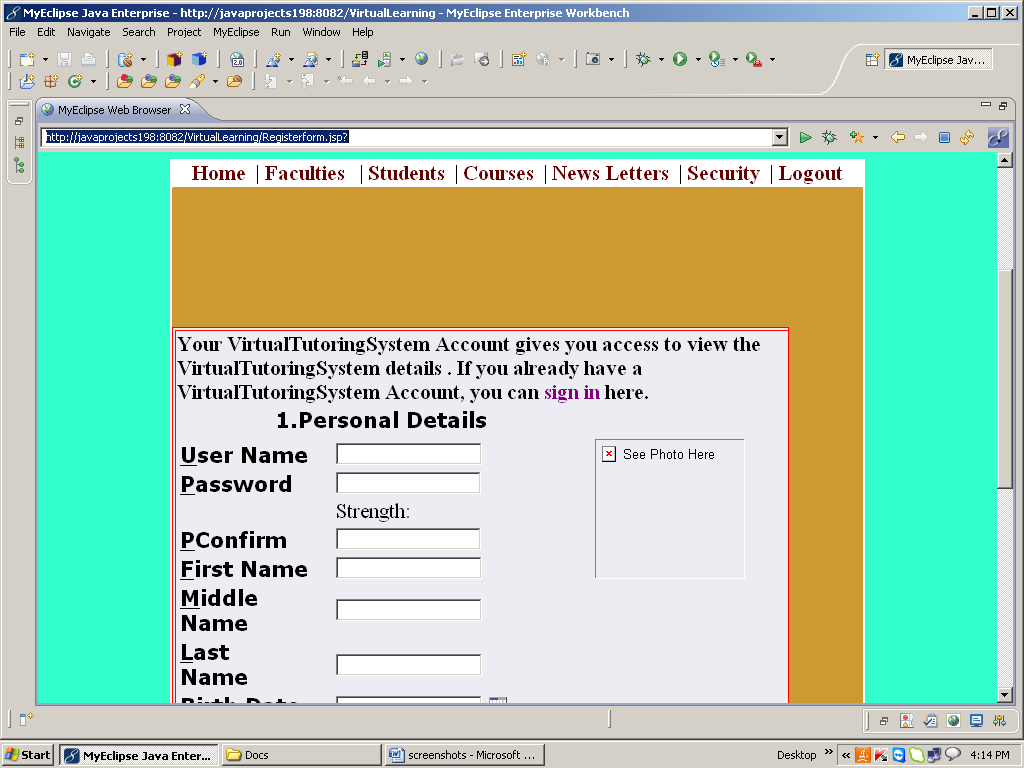 MyEclipse Java Enterprise - http://javaprojects198:8082/VirtualLearning - MyEclipse Enterprise Workbench
File Edit Navigate Search Project MyEclipse Run Window Help
2.0
MyEclipse Jav...
MyEclipse Web Browser
http://javaprojects198:8082/VirtualLearning/Registerform.jsp?
Home | Faculties | Students | Courses | News Letters | Security | Logout
Your VirtualTutoringSystem Account gives you access to view the
VirtualTutoringSystem details . If you already have a
VirtualTutoringSystem Account, you can sign in here.
1.Personal Details
User Name
See Photo Here
Password
Strength:
PConfirm
First Name
Middle
Name
Last
Name
Birth Date
Start
MyEclipse Java Enter...
Docs
screenshots - Microsoft ...
Desktop
4:14 PM